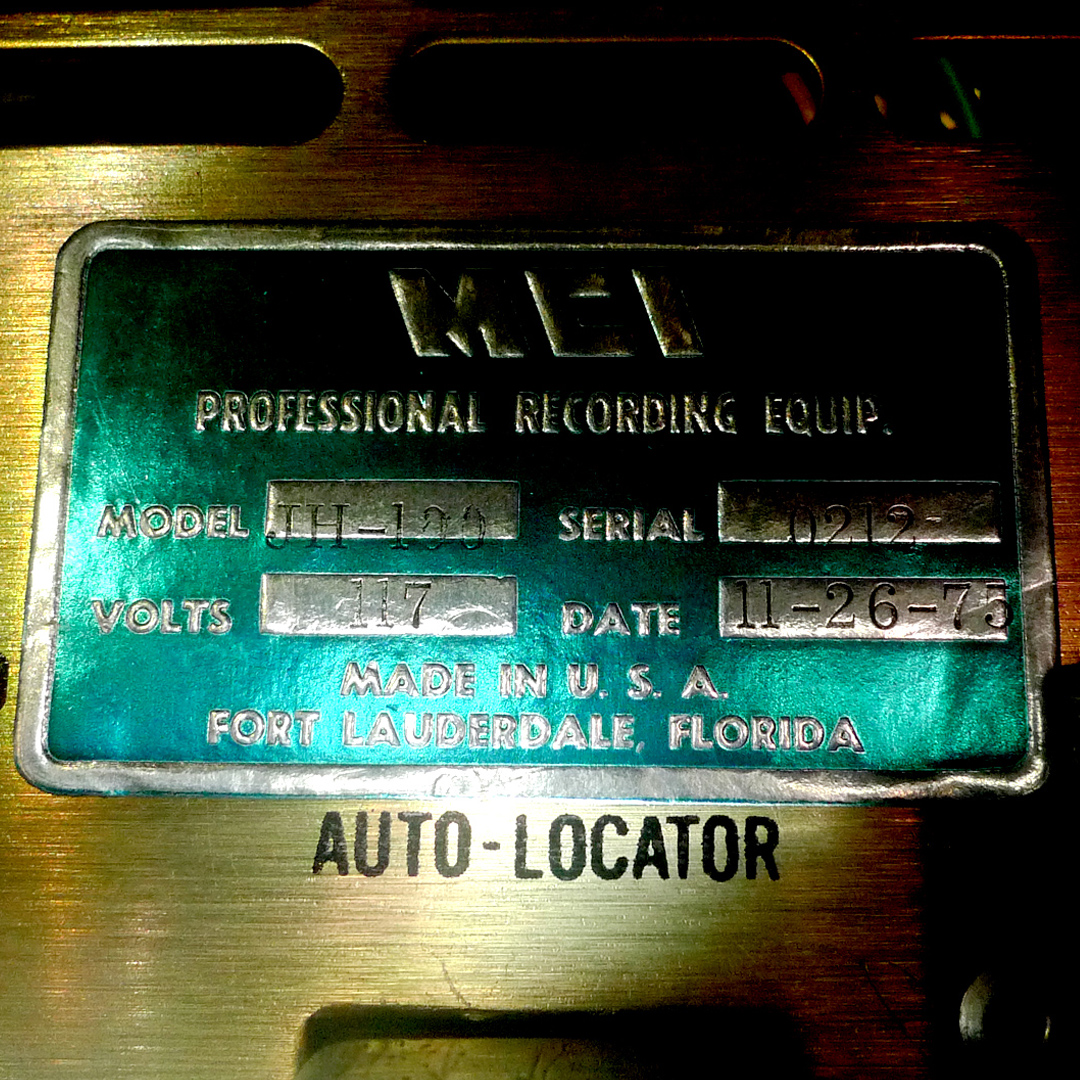 MCI
PROFESSIONAL RECORDING EQUIP.
MODEL JH-100 SERIAL 0212-
VOLTS 117 DATE 11-26-75
MADE IN U. S. A.
FORT LAUDERDALE, FLORIDA
AUTO-LOCATOR